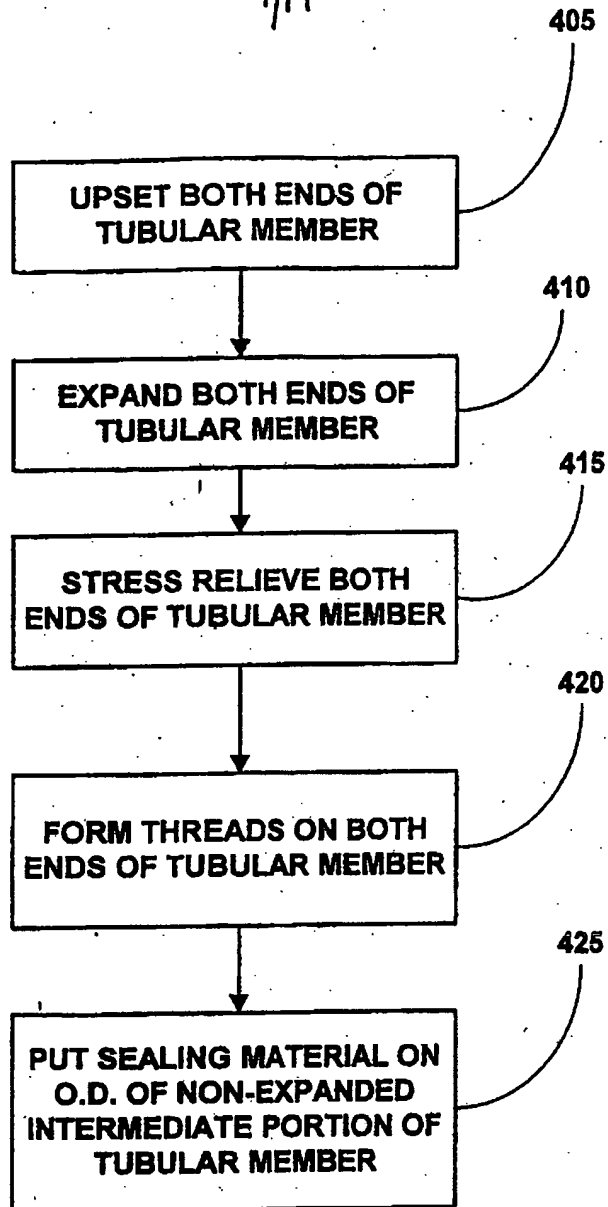 405
UPSET BOTH ENDS OF
TUBULAR MEMBER
410
EXPAND BOTH ENDS OF
TUBULAR MEMBER
415
STRESS RELIEVE BOTH
ENDS OF TUBULAR MEMBER
420
FORM THREADS ON BOTH
ENDS OF TUBULAR MEMBER
425
PUT SEALING MATERIAL ON
O.D. OF NON-EXPANDED
INTERMEDIATE PORTION OF
TUBULAR MEMBER